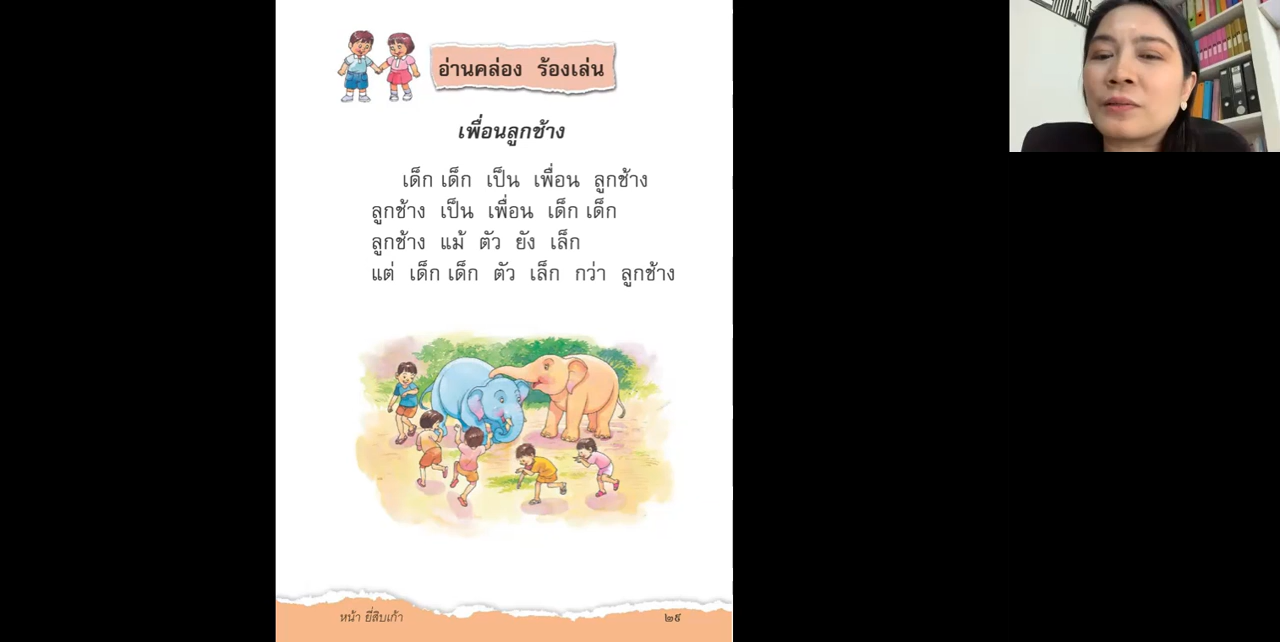 อ่านคล่อง ร้องเล่น
เพื่อนลูกช้าง
เด็ก เด็ก เป็น เพื่อน ลูกช้าง
ลูกช้าง เป็น เพื่อน เด็ก เด็ก
ลูกช้าง แม้ ตัว ยัง เล็ก
แต่ เด็ก เด็ก ตัว เล็ก กว่า ลูกช้าง
หน้า ยี่สิบเก้า
๒๙